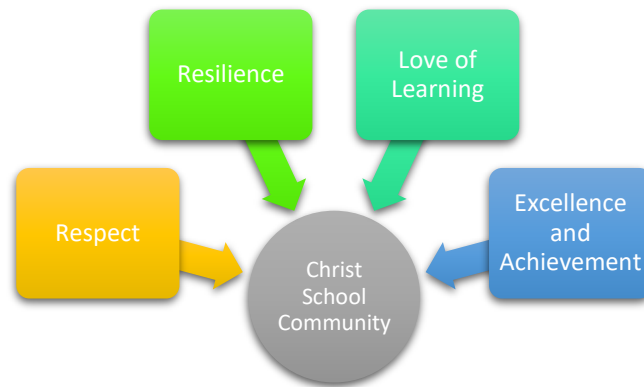 Resilience
Love of
Learning
Respect
Excellence
and
Achievement
Christ
School
Community